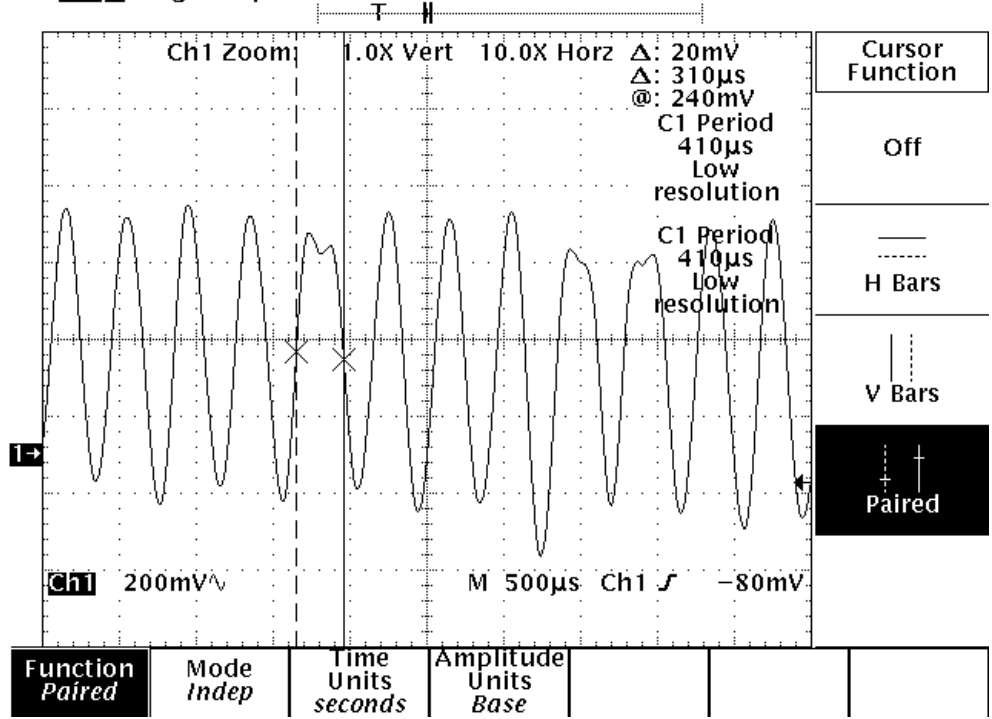 T
Ch1 Zoom: 1.0X Vert 10.0X Horz
Δ: 20mV
Δ: 310µs
@: 240mV
C1 Period
410µs
Low
resolution
C1 Period
410µs
Low
resolution
1→
Ch1 200mV∿ M 500µs Ch1 ƒ −80mV
Cursor
Function
Off
H Bars
V Bars
Paired
Function
Paired
Mode
Indep
Time
Units
seconds
Amplitude
Units
Base